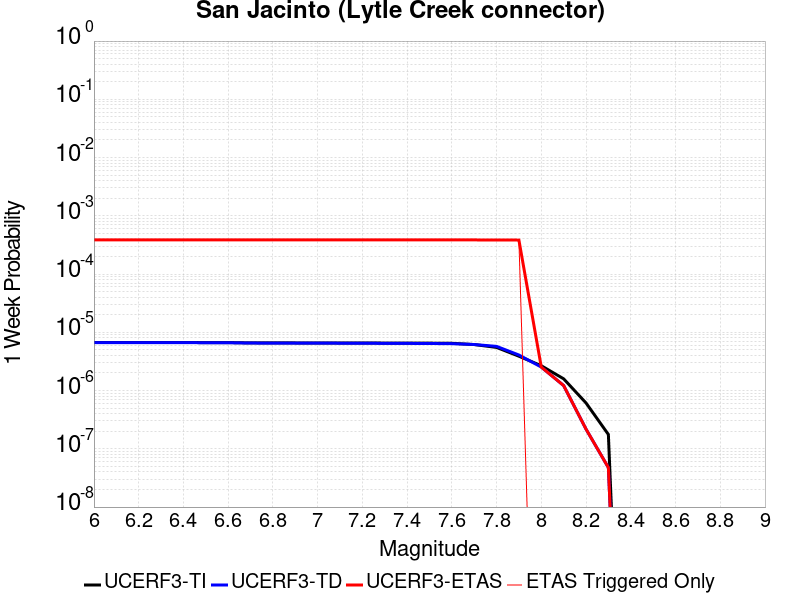 San Jacinto (Lytle Creek connector)
10^0
10^-1
10^-2
10^-3
10^-4
10^-5
10^-6
10^-7
10^-8
1 Week Probability
6 6.2 6.4 6.6 6.8 7 7.2 7.4 7.6 7.8 8 8.2 8.4 8.6 8.8 9
Magnitude
UCERF3-TI UCERF3-TD UCERF3-ETAS ETAS Triggered Only